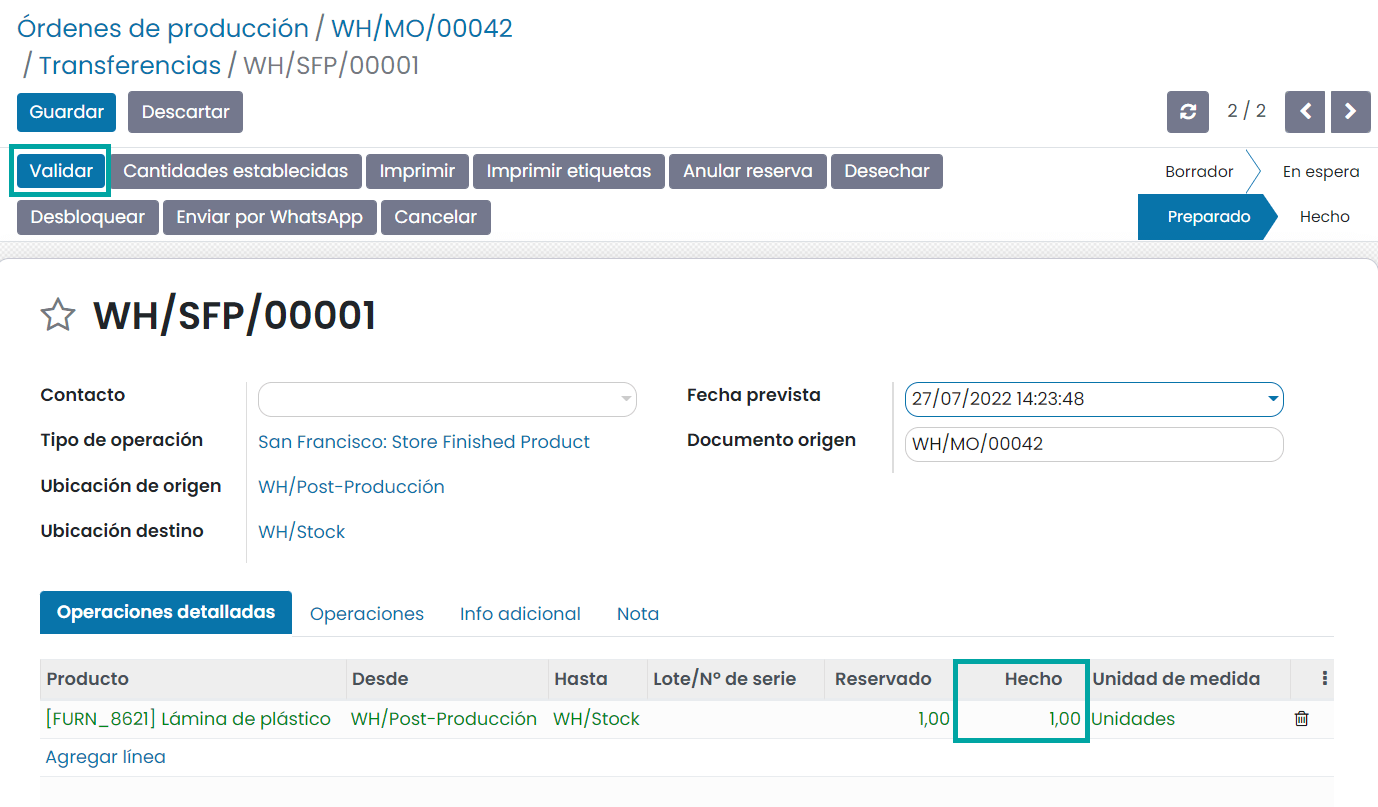 Órdenes de producción / WH/MO/00042
/ Transferencias / WH/SFP/00001
Guardar Descartar 2 / 2
Validar Cantidades establecidas Imprimir Imprimir etiquetas Anular reserva Desechar Borrador En espera
Desbloquear Enviar por WhatsApp Cancelar Preparado Hecho
WH/SFP/00001
Contacto Fecha prevista 27/07/2022 14:23:48
Tipo de operación San Francisco: Store Finished Product Documento origen WH/MO/00042
Ubicación de origen WH/Post-Producción
Ubicación destino WH/Stock
Operaciones detalladas Operaciones Info adicional Nota
Producto Desde Hasta Lote/Nº de serie Reservado Hecho Unidad de medida
[FURN_8621] Lámina de plástico WH/Post-Producción WH/Stock 1,00 1,00 Unidades
Agregar línea